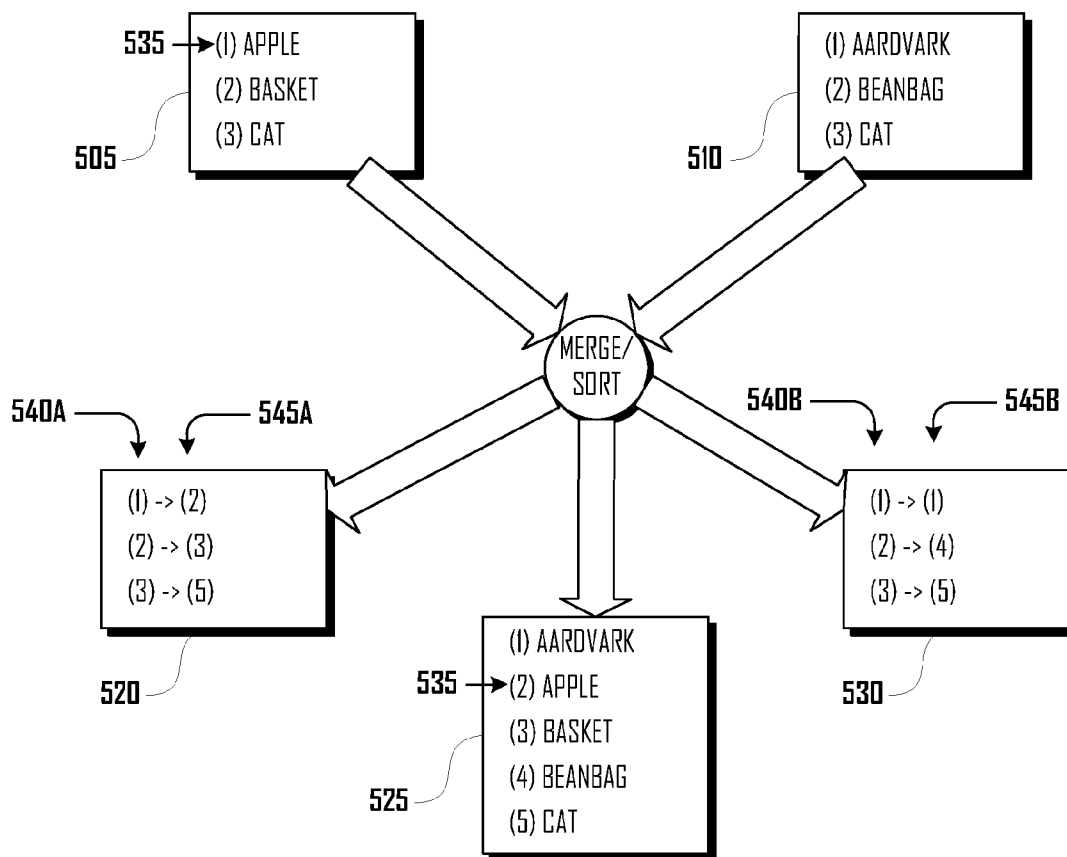 535
(1) APPLE
(2) BASKET
(3) CAT
505
(1) AARDVARK
(2) BEANBAG
(3) CAT
510
MERGE/
SORT
540A
545A
(1) -> (2)
(2) -> (3)
(3) -> (5)
520
540B
545B
(1) -> (1)
(2) -> (4)
(3) -> (5)
530
(1) AARDVARK
535
(2) APPLE
(3) BASKET
(4) BEANBAG
(5) CAT
525